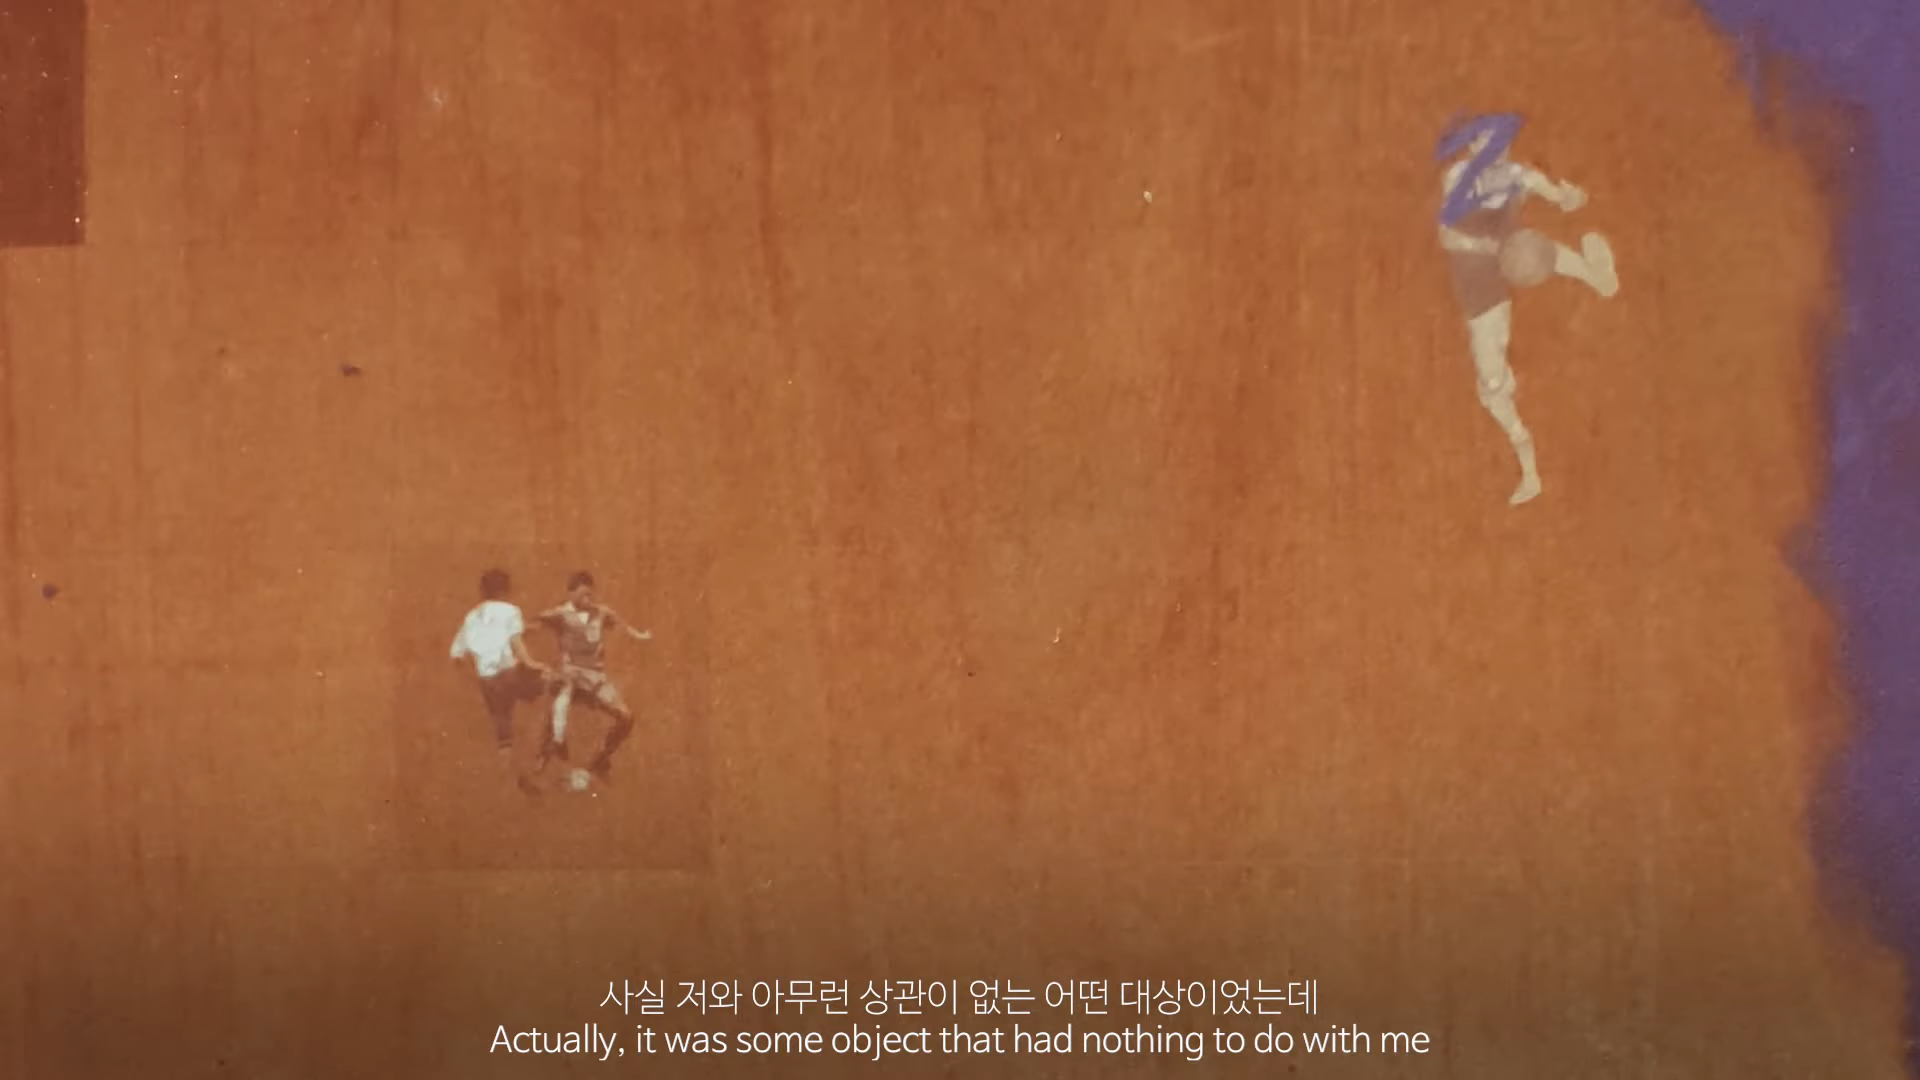 사실 저와 아무런 상관이 없는 어떤 대상이었는데
Actually, it was some object that had nothing to do with me